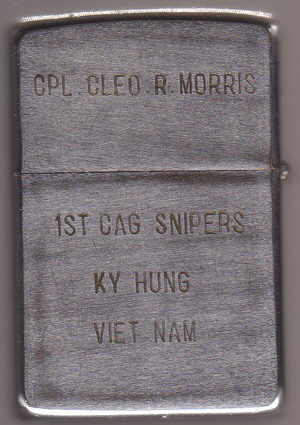 CPL. CLEO. R. MORRIS
1ST CAG SNIPERS
KY HUNG
VIET NAM